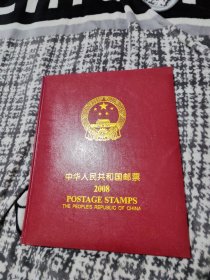 中华人民共和国邮票
2008
POSTAGE STAMPS
THE PEOPLE'S REPUBLIC OF CHINA